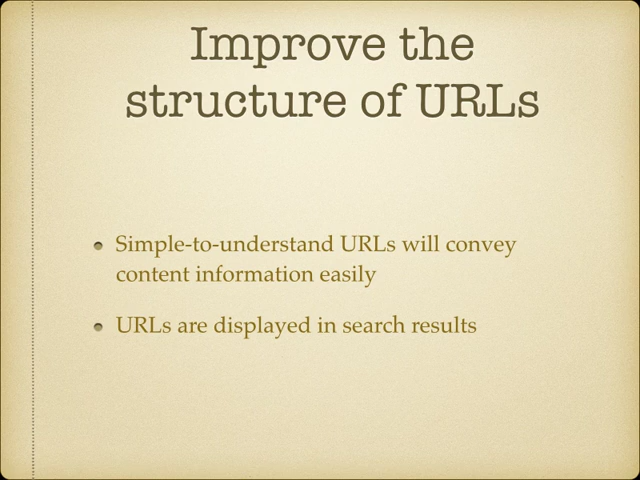 Improve the
structure of URLs
Simple-to-understand URLs will convey
content information easily
URLs are displayed in search results